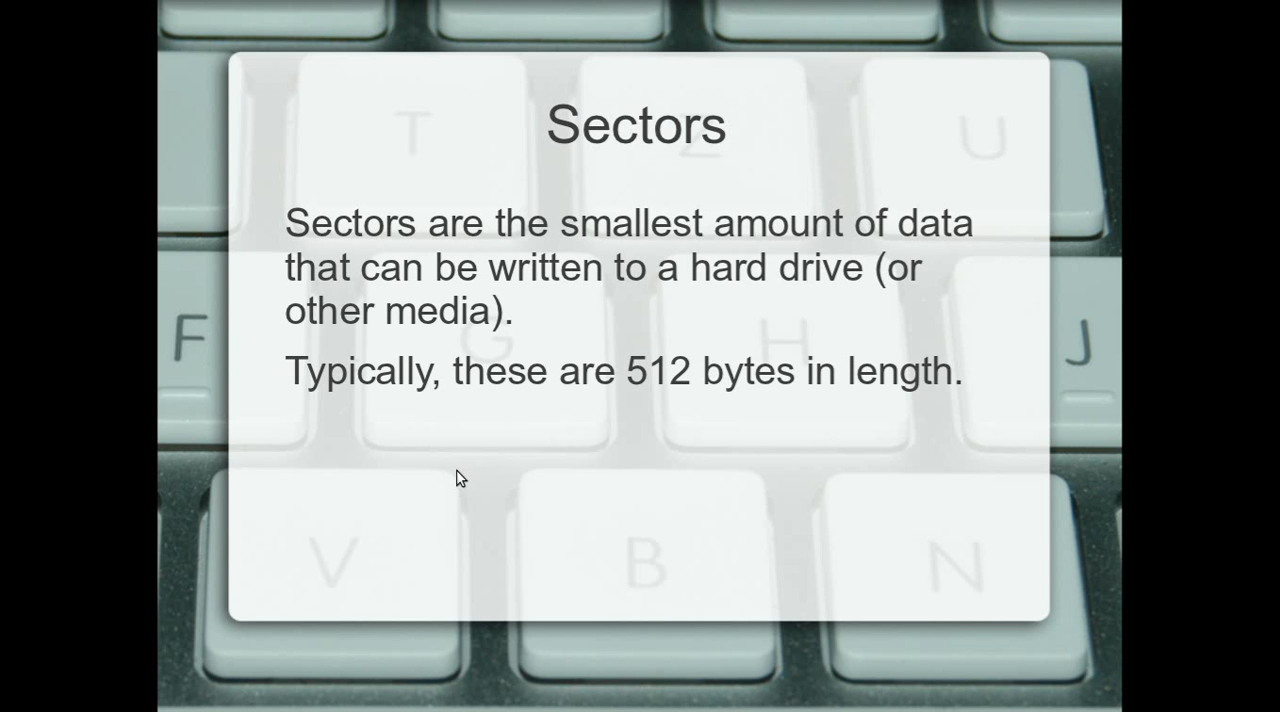 Sectors
Sectors are the smallest amount of data
that can be written to a hard drive (or
other media).
Typically, these are 512 bytes in length.
T
Z
U
F
G
H
J
V
B
N